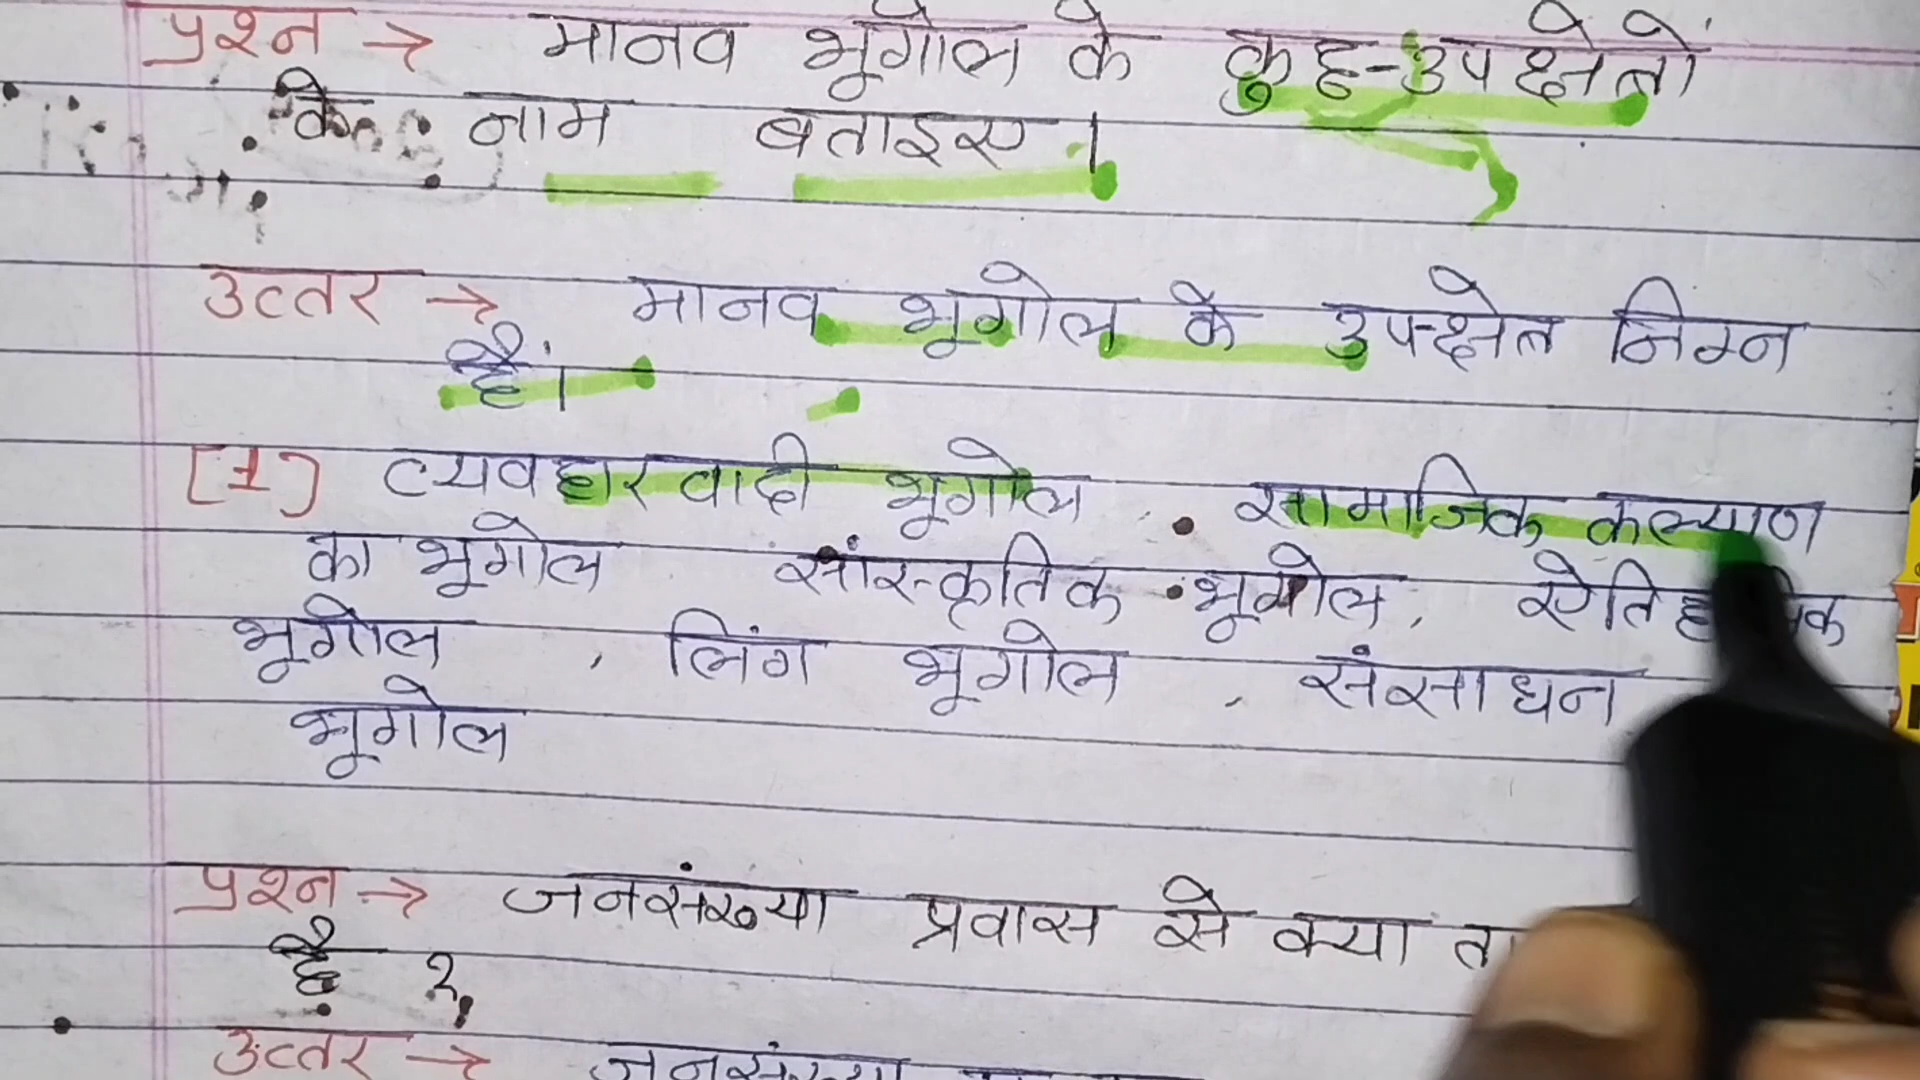 प्रश्न → मानव भूगोल के कुछ-उपक्षेत्रों
के नाम बताइए।
उत्तर → मानव भूगोल के उपक्षेत्र निम्न
हैं।
[1] व्यवहारवादी भूगोल, सामाजिक कल्याण
का भूगोल सांस्कृतिक भूगोल,
भूगोल, लिंग भूगोल, संसाधन
भूगोल
प्रश्न → जनसंख्या प्रवास से क्या
है ?
उत्तर → जनसंख्या